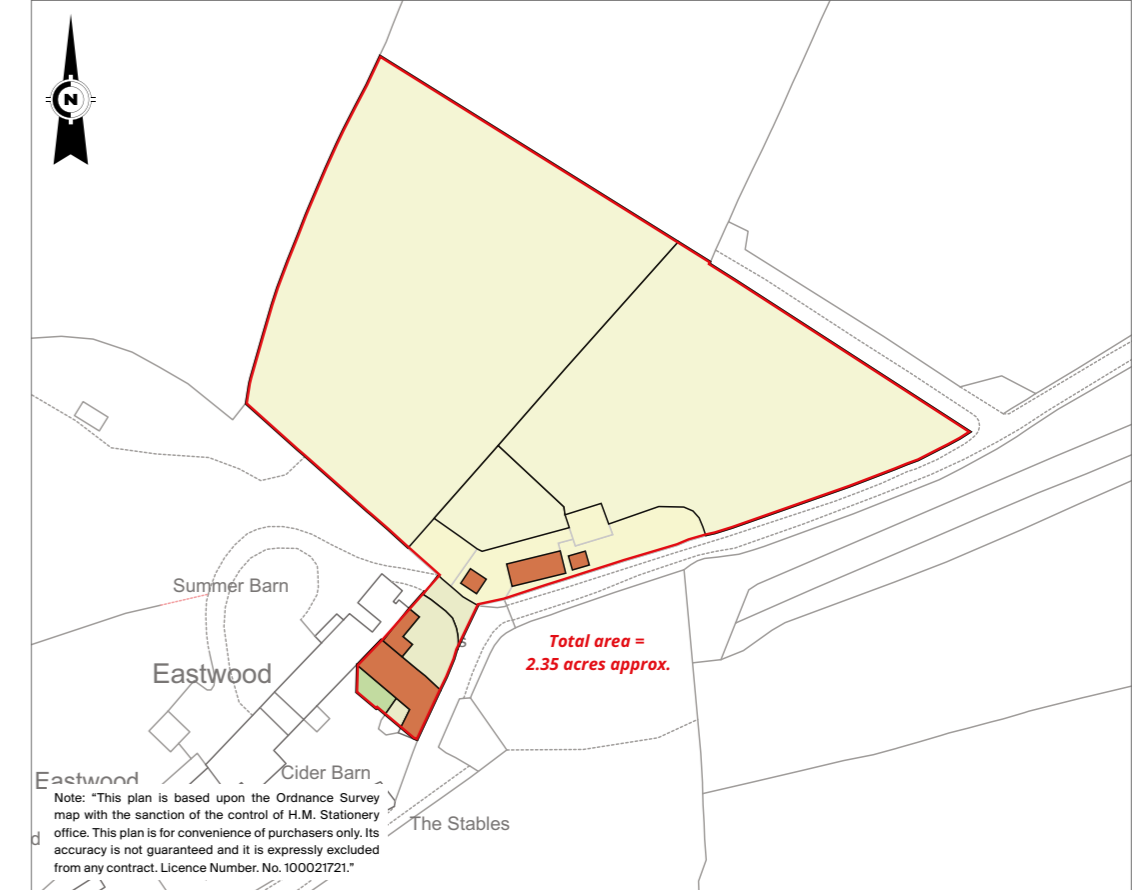 N
Summer Barn
s
Total area =
2.35 acres approx.
Eastwood
Cider Barn
Eastwood
Note: “This plan is based upon the Ordnance Survey
map with the sanction of the control of H.M. Stationery
office. This plan is for convenience of purchasers only. Its
accuracy is not guaranteed and it is expressly excluded
from any contract. Licence Number. No. 100021721.”
The Stables
d